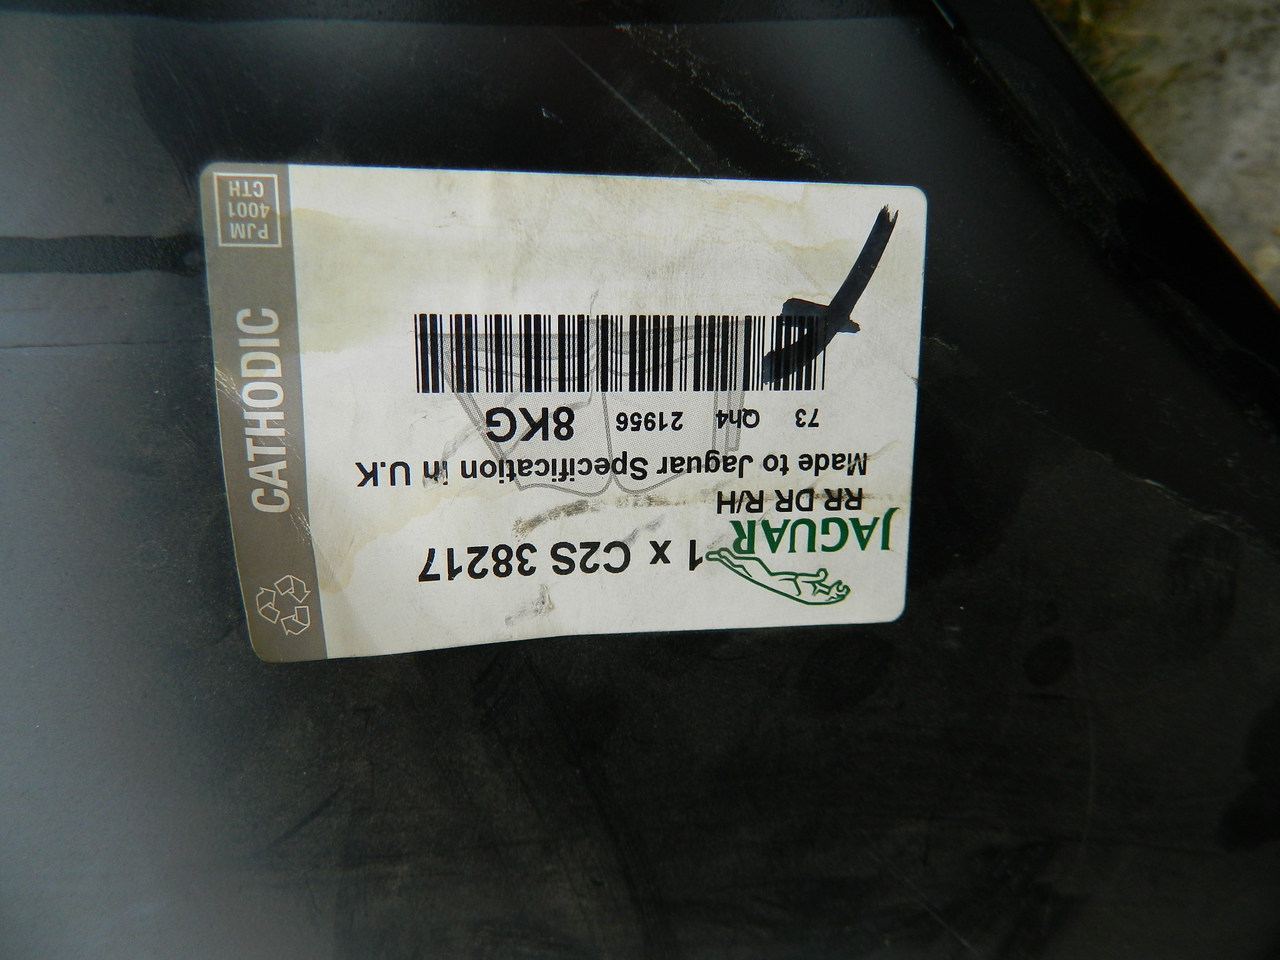 JAGUAR
1 x C2S 38217
RR DR R/H
Made to Jaguar Specification in U.K
73 Qh4 21956 8KG
CATHODIC
PJM
4001
CTH